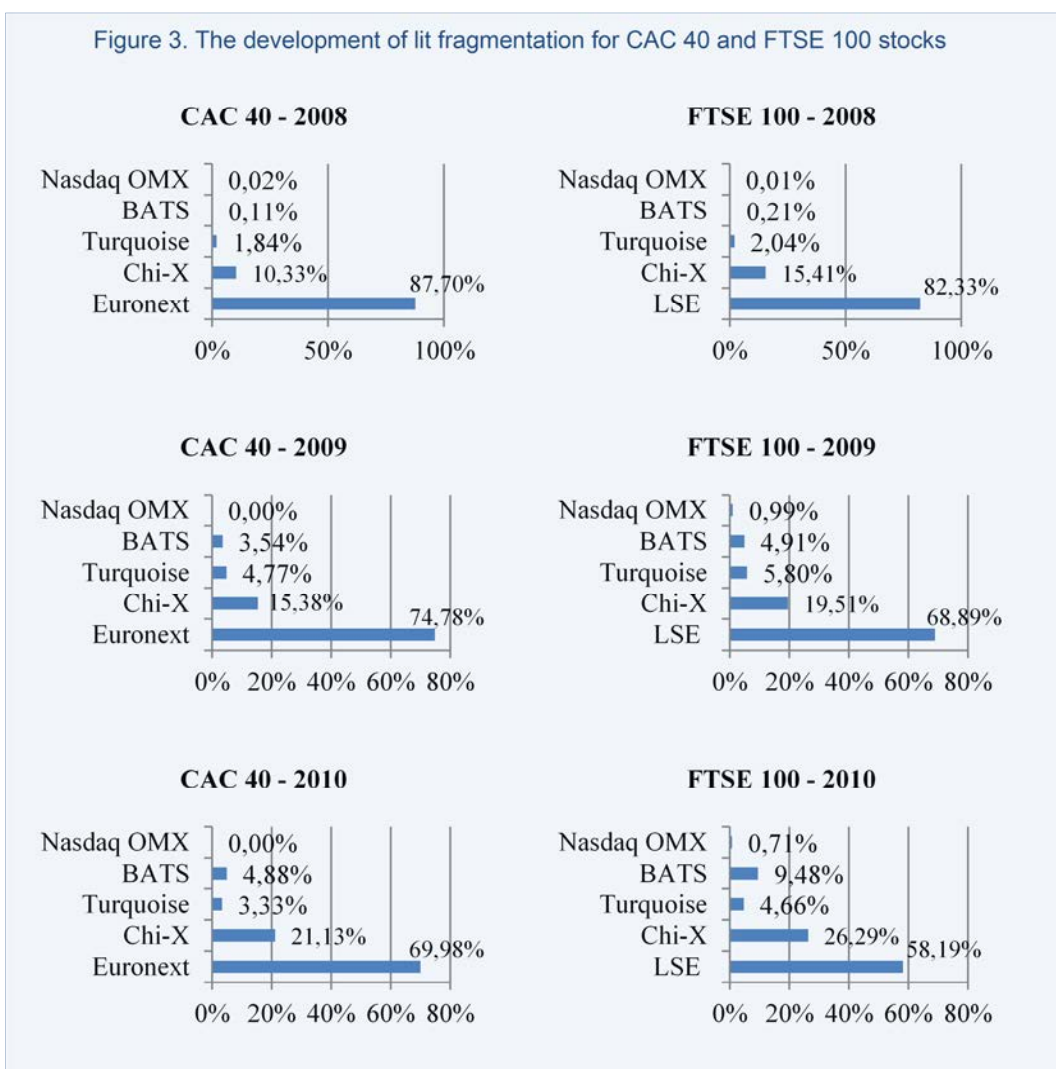 Figure 3. The development of lit fragmentation for CAC 40 and FTSE 100 stocks
CAC 40 - 2008
Nasdaq OMX 0,02%
BATS 0,11%
Turquoise 1,84%
Chi-X 10,33%
Euronext 87,70%
0% 50% 100%
FTSE 100 - 2008
Nasdaq OMX 0,01%
BATS 0,21%
Turquoise 2,04%
Chi-X 15,41%
LSE 82,33%
0% 50% 100%
CAC 40 - 2009
Nasdaq OMX 0,00%
BATS 3,54%
Turquoise 4,77%
Chi-X 15,38%
Euronext 74,78%
0% 20% 40% 60% 80%
FTSE 100 - 2009
Nasdaq OMX 0,99%
BATS 4,91%
Turquoise 5,80%
Chi-X 19,51%
LSE 68,89%
0% 20% 40% 60% 80%
CAC 40 - 2010
Nasdaq OMX 0,00%
BATS 4,88%
Turquoise 3,33%
Chi-X 21,13%
Euronext 69,98%
0% 20% 40% 60% 80%
FTSE 100 - 2010
Nasdaq OMX 0,71%
BATS 9,48%
Turquoise 4,66%
Chi-X 26,29%
LSE 58,19%
0% 20% 40% 60% 80%